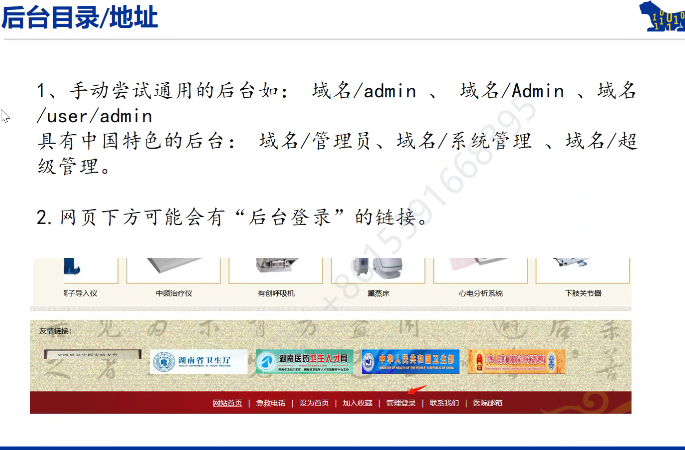 后台目录/地址
1、手动尝试通用的后台如： 域名/admin 、 域名/Admin 、域名
/user/admin
具有中国特色的后台： 域名/管理员、域名/系统管理 、域名/超
级管理。
2.网页下方可能会有“后台登录”的链接。
离子导入仪 中频治疗仪 有创呼吸机 熏蒸床 心电分析系统 下肢关节器
友情链接：
湖南省卫生厅 湖南医药卫生人才网 中华人民共和国卫生部
网站首页 | 急救电话 | 设为首页 | 加入收藏 | 管理登录 | 联系我们 | 医院邮箱
+8615391668395